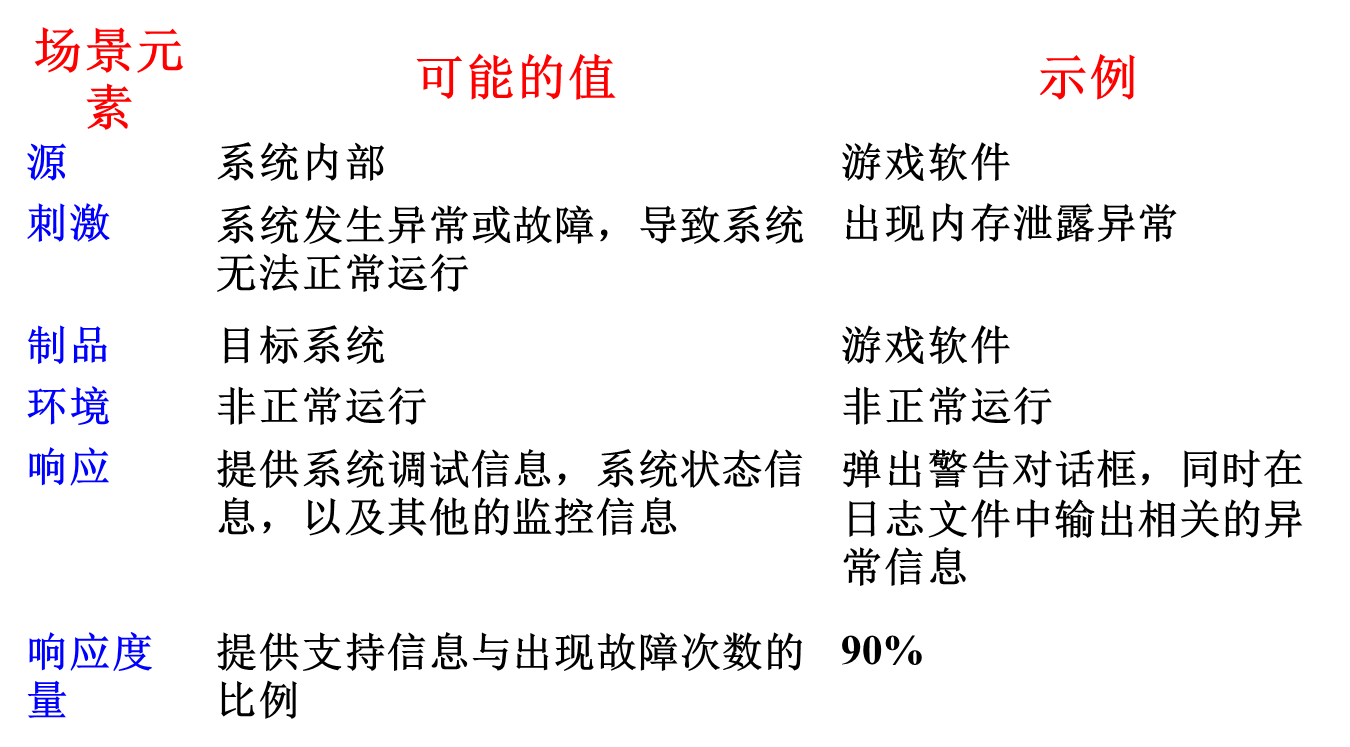 场景元
素
可能的值
示例
源
系统内部
游戏软件
刺激
系统发生异常或故障，导致系统
无法正常运行
出现内存泄露异常
制品
目标系统
游戏软件
环境
非正常运行
非正常运行
响应
提供系统调试信息，系统状态信
息，以及其他的监控信息
弹出警告对话框，同时在
日志文件中输出相关的异
常信息
响应度
量
提供支持信息与出现故障次数的
比例
90%